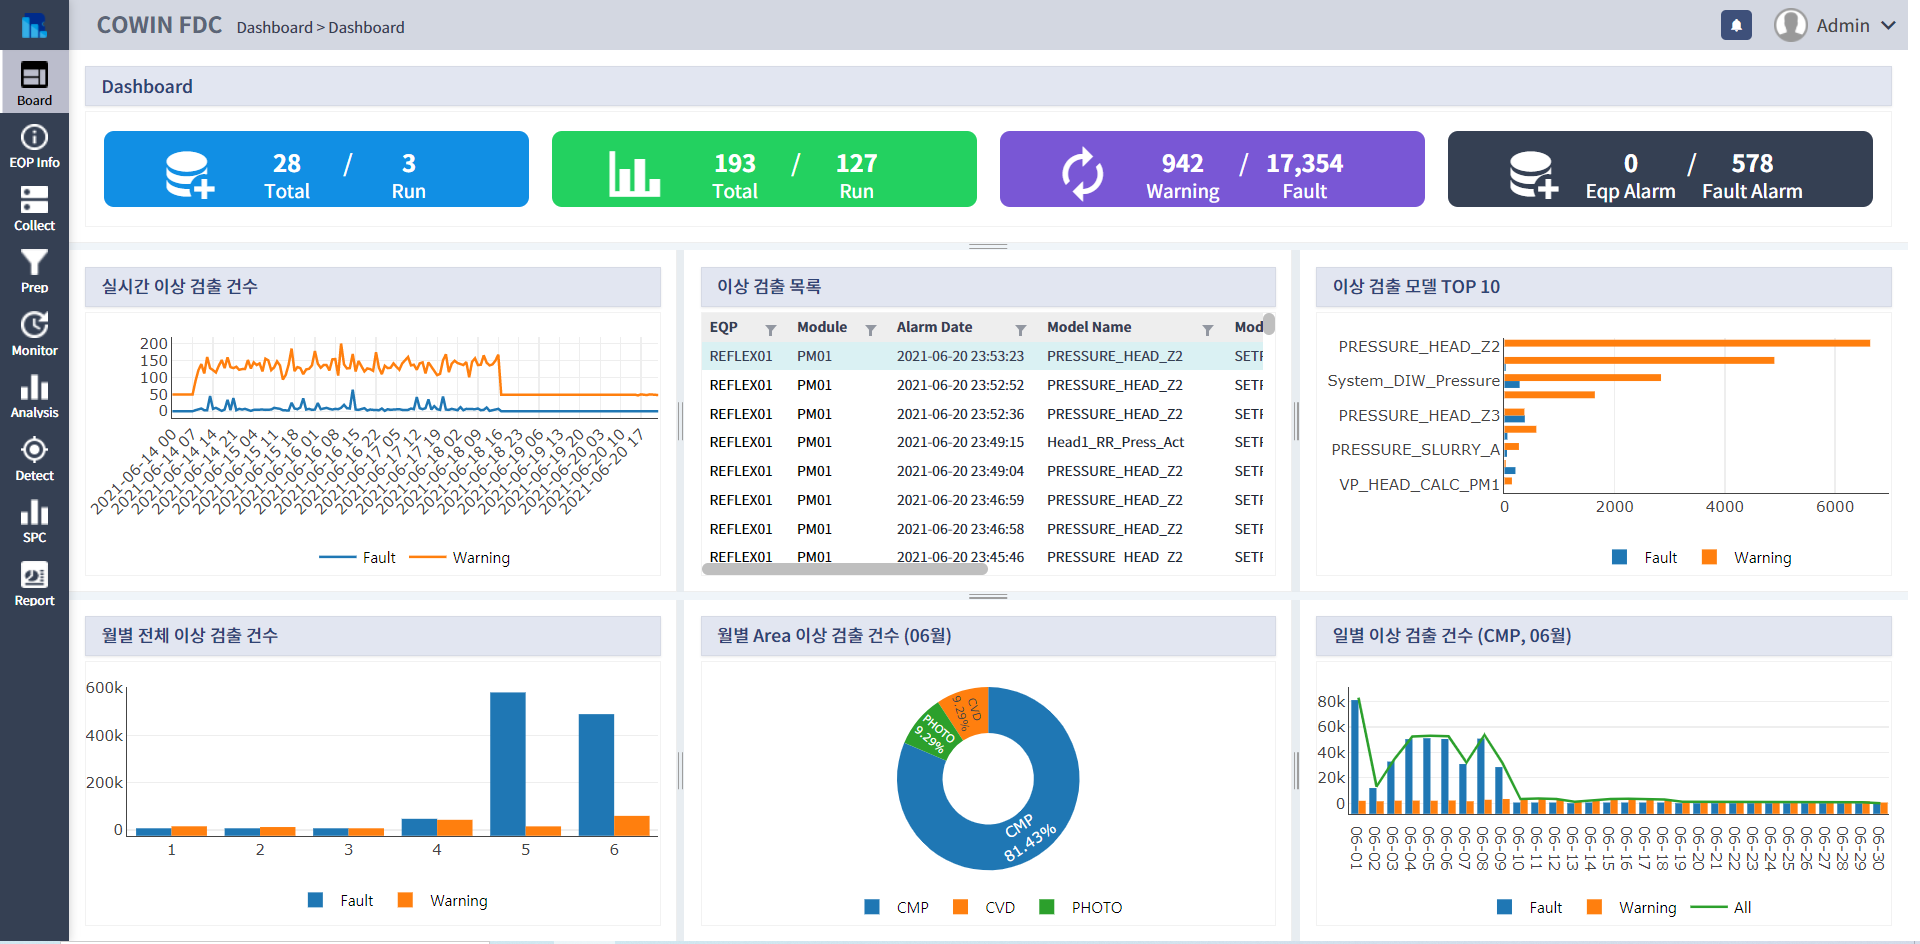 COWIN FDC Dashboard > Dashboard
Admin
Board
EQP Info
Collect
Prep
Monitor
Analysis
Detect
SPC
Report
Dashboard
28 / 3
Total Run
193 / 127
Total Run
942 / 17,354
Warning Fault
0 / 578
Eqp Alarm Fault Alarm
실시간 이상 검출 건수
200
150
100
50
0
2021-06-14 00
2021-06-14 07
2021-06-14 14
2021-06-14 21
2021-06-15 04
2021-06-15 11
2021-06-15 18
2021-06-16 01
2021-06-16 08
2021-06-16 15
2021-06-16 22
2021-06-17 05
2021-06-17 12
2021-06-17 19
2021-06-18 02
2021-06-18 09
2021-06-18 16
2021-06-18 23
2021-06-19 06
2021-06-19 13
2021-06-19 20
2021-06-20 03
2021-06-20 10
2021-06-20 17
Fault Warning
이상 검출 목록
EQP Module Alarm Date Model Name Mod
REFLEX01 PM01 2021-06-20 23:53:23 PRESSURE_HEAD_Z2 SETF
REFLEX01 PM01 2021-06-20 23:52:52 PRESSURE_HEAD_Z2 SETF
REFLEX01 PM01 2021-06-20 23:52:36 PRESSURE_HEAD_Z2 SETF
REFLEX01 PM01 2021-06-20 23:49:15 Head1_RR_Press_Act SETF
REFLEX01 PM01 2021-06-20 23:49:04 PRESSURE_HEAD_Z2 SETF
REFLEX01 PM01 2021-06-20 23:46:59 PRESSURE_HEAD_Z2 SETF
REFLEX01 PM01 2021-06-20 23:46:58 PRESSURE_HEAD_Z2 SETF
REFLEX01 PM01 2021-06-20 23:45:46 PRESSURE_HEAD_Z2 SETF
이상 검출 모델 TOP 10
PRESSURE_HEAD_Z2
System_DIW_Pressure
PRESSURE_HEAD_Z3
PRESSURE_SLURRY_A
VP_HEAD_CALC_PM1
0 2000 4000 6000
Fault Warning
월별 전체 이상 검출 건수
600k
400k
200k
0
1 2 3 4 5 6
Fault Warning
월별 Area 이상 검출 건수 (06월)
CVD
9.29%
PHOTO
9.29%
CMP
81.43%
CMP CVD PHOTO
일별 이상 검출 건수 (CMP, 06월)
80k
60k
40k
20k
0
06-01
06-02
06-03
06-04
06-05
06-06
06-07
06-08
06-09
06-10
06-11
06-12
06-13
06-14
06-15
06-16
06-17
06-18
06-19
06-20
06-21
06-22
06-23
06-24
06-25
06-26
06-27
06-28
06-29
06-30
Fault Warning All